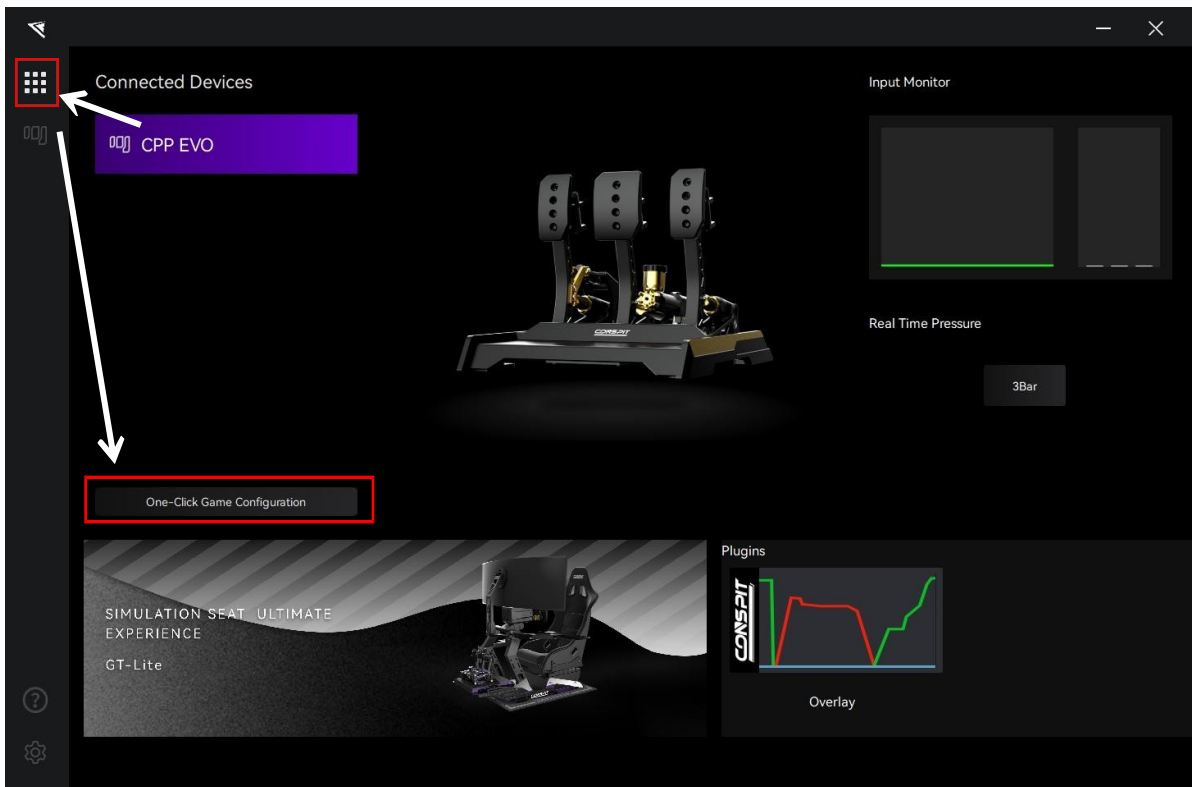 Connected Devices
Input Monitor
CPP EVO
CONSPIT
Real Time Pressure
3Bar
One-Click Game Configuration
SIMULATION SEAT ULTIMATE
EXPERIENCE
GT-Lite
Plugins
CONSPIT
Overlay